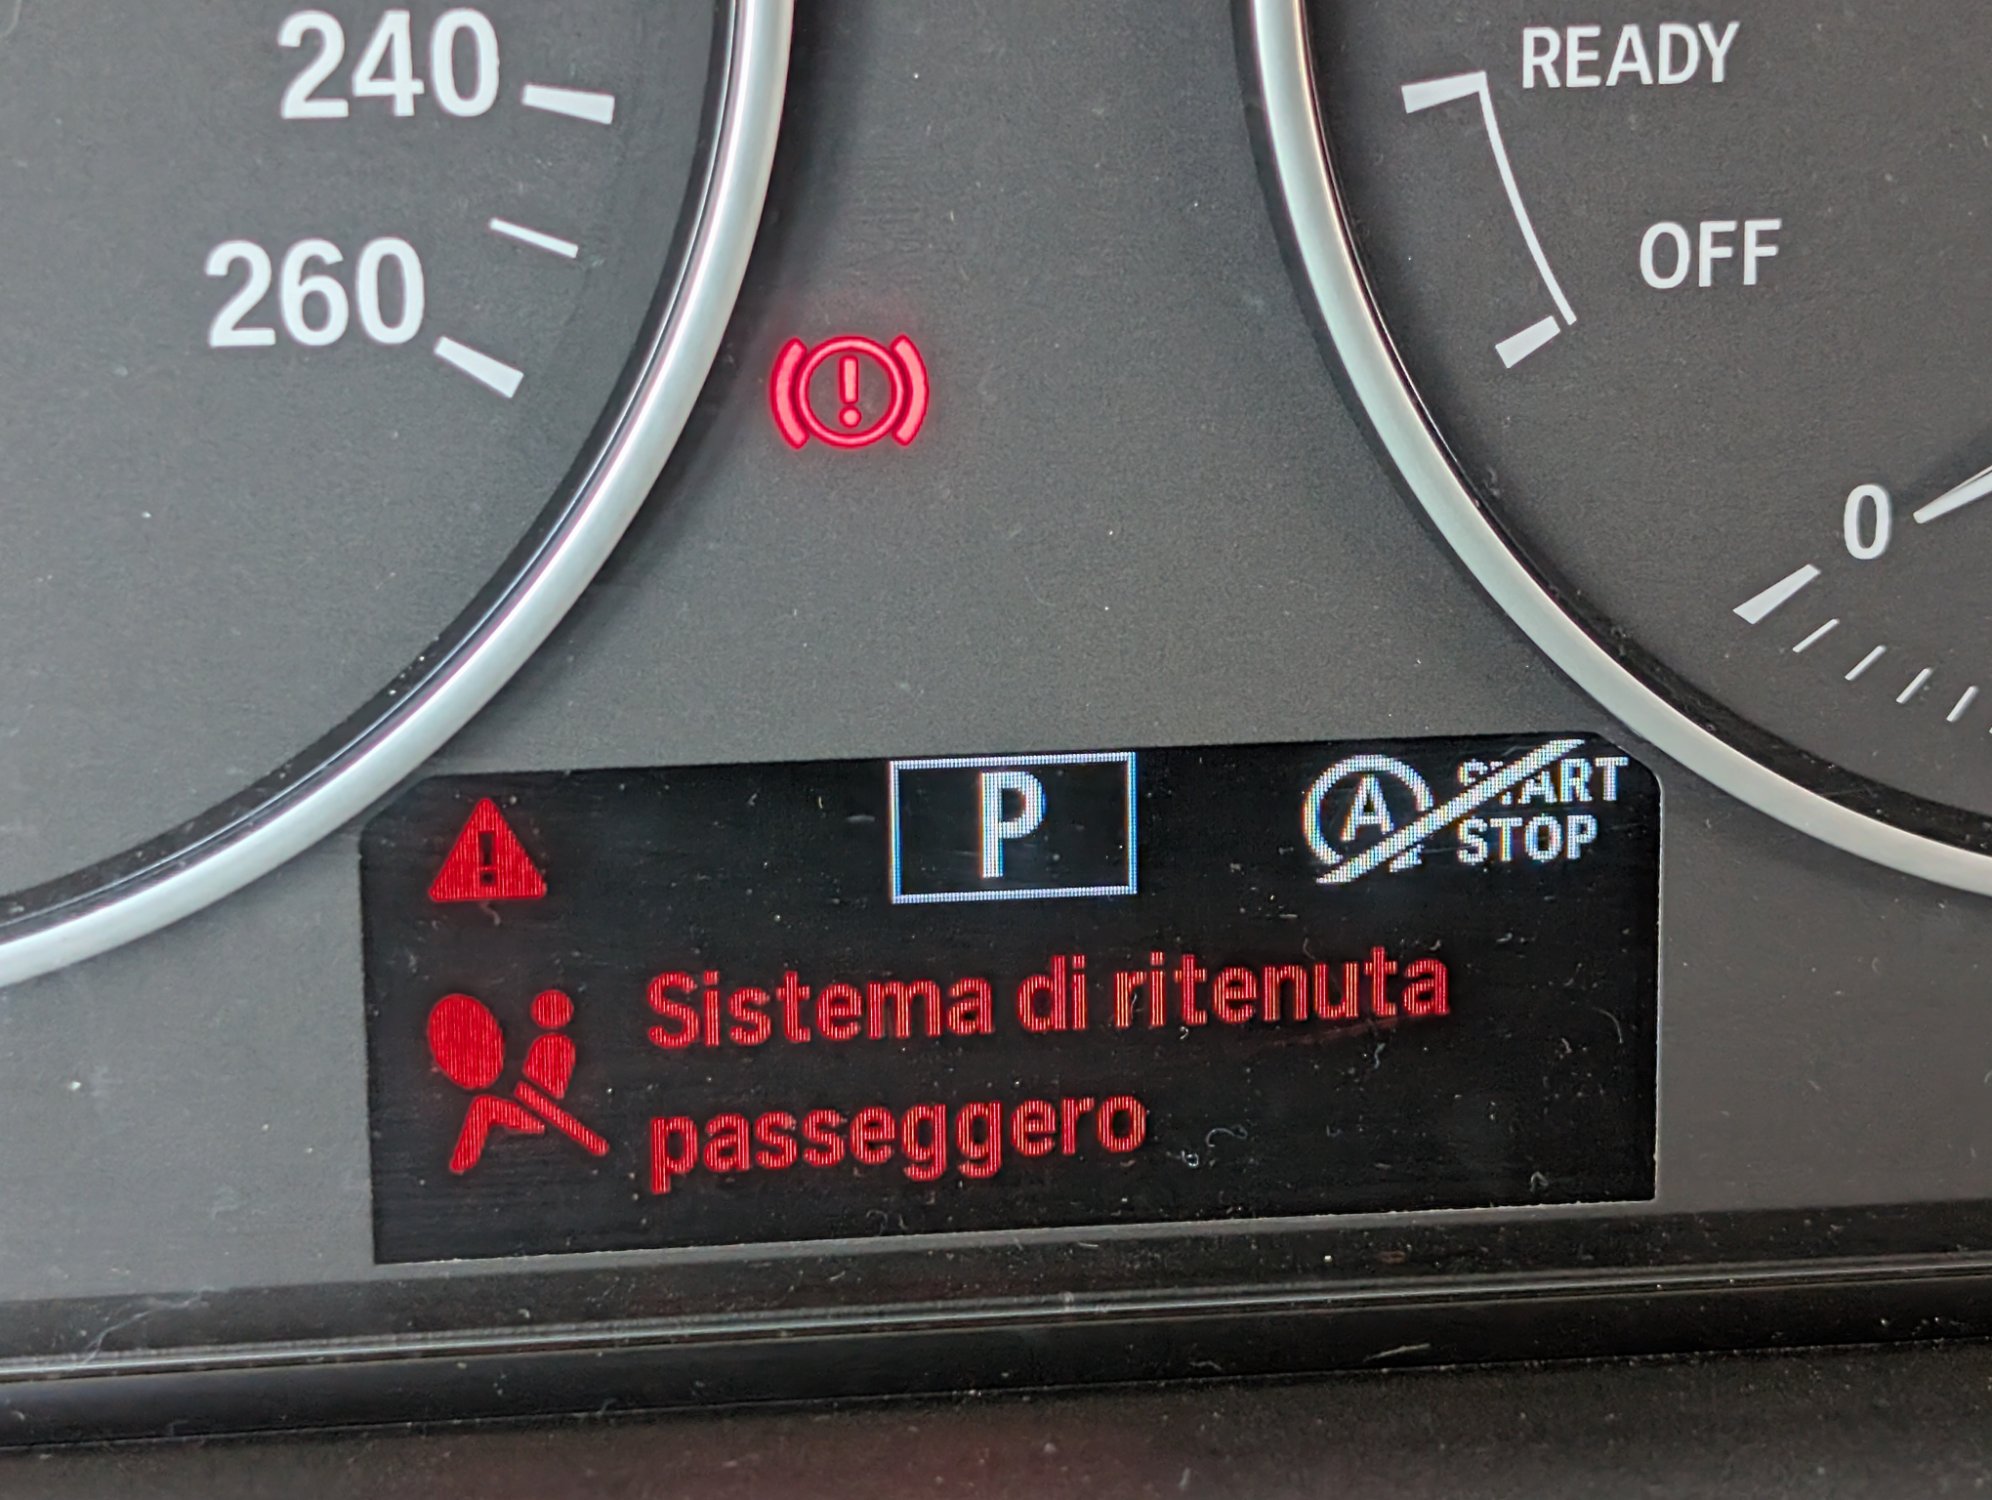 240
260
READY
OFF
0
P
A
START
STOP
Sistema di ritenuta
passeggero